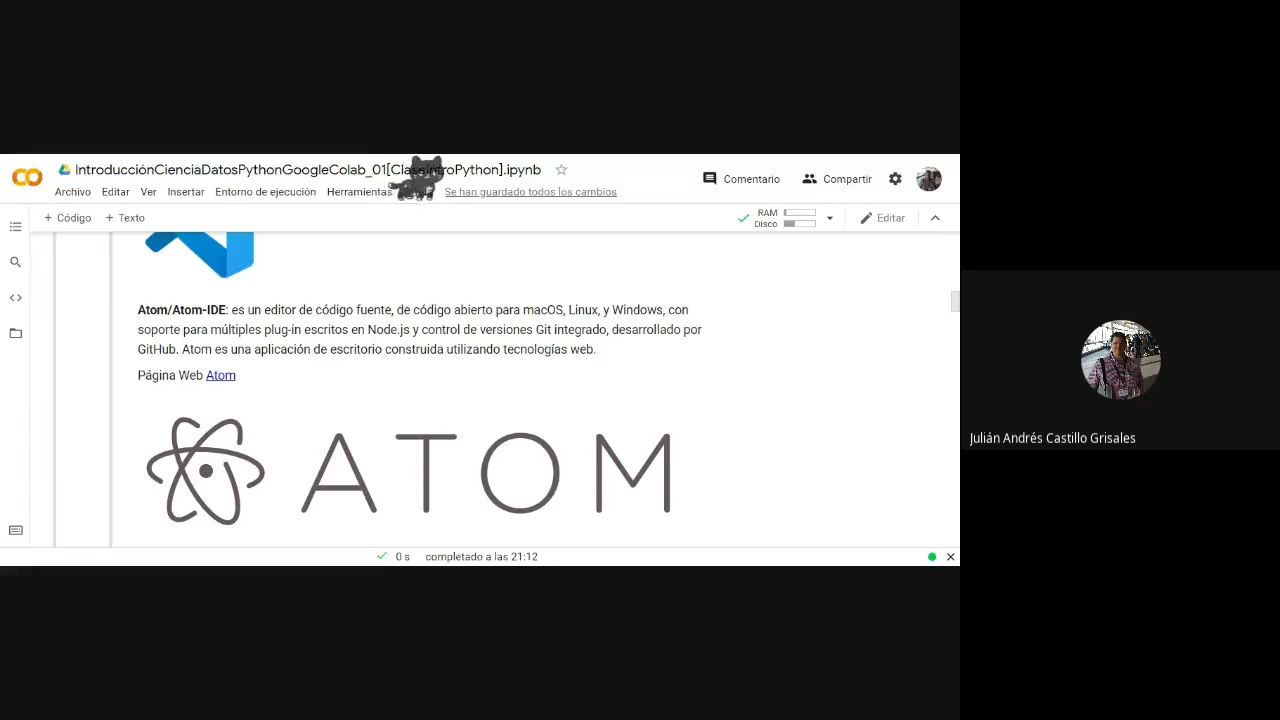 IntroducciónCienciaDatosPythonGoogleColab_01[ClaseIntroPython].ipynb
Comentario
Compartir
Archivo Editar Ver Insertar Entorno de ejecución Herramientas Se han guardado todos los cambios
+ Código + Texto
RAM
Disco
Editar
Atom/Atom-IDE: es un editor de código fuente, de código abierto para macOS, Linux, y Windows, con
soporte para múltiples plug-in escritos en Node.js y control de versiones Git integrado, desarrollado por
GitHub. Atom es una aplicación de escritorio construida utilizando tecnologías web.
Página Web Atom
ATOM
0 s completado a las 21:12
Julián Andrés Castillo Grisales